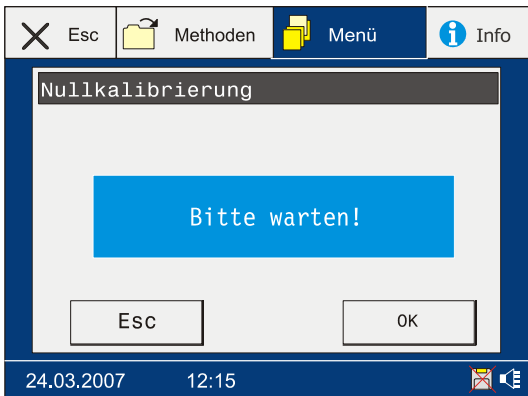 Esc Methoden Menü Info
Nullkalibrierung
Bitte warten!
Esc OK
24.03.2007 12:15